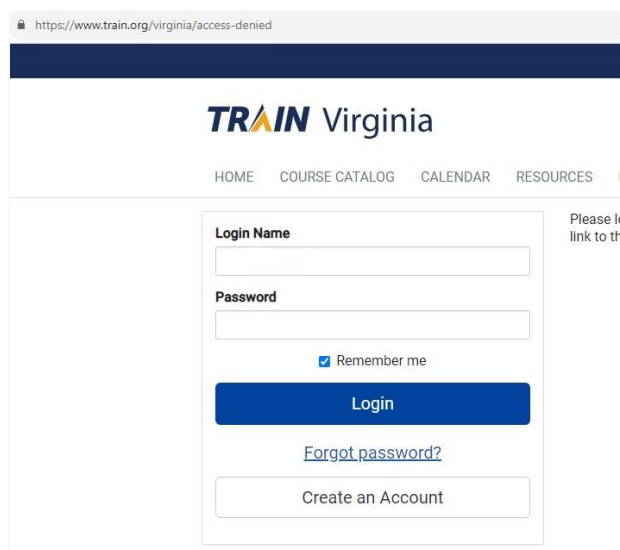 https://www.train.org/virginia/access-denied
TRAIN Virginia
HOME COURSE CATALOG CALENDAR RESOURCES
Login Name
Please
link to
Password
Remember me
Login
Forgot password?
Create an Account